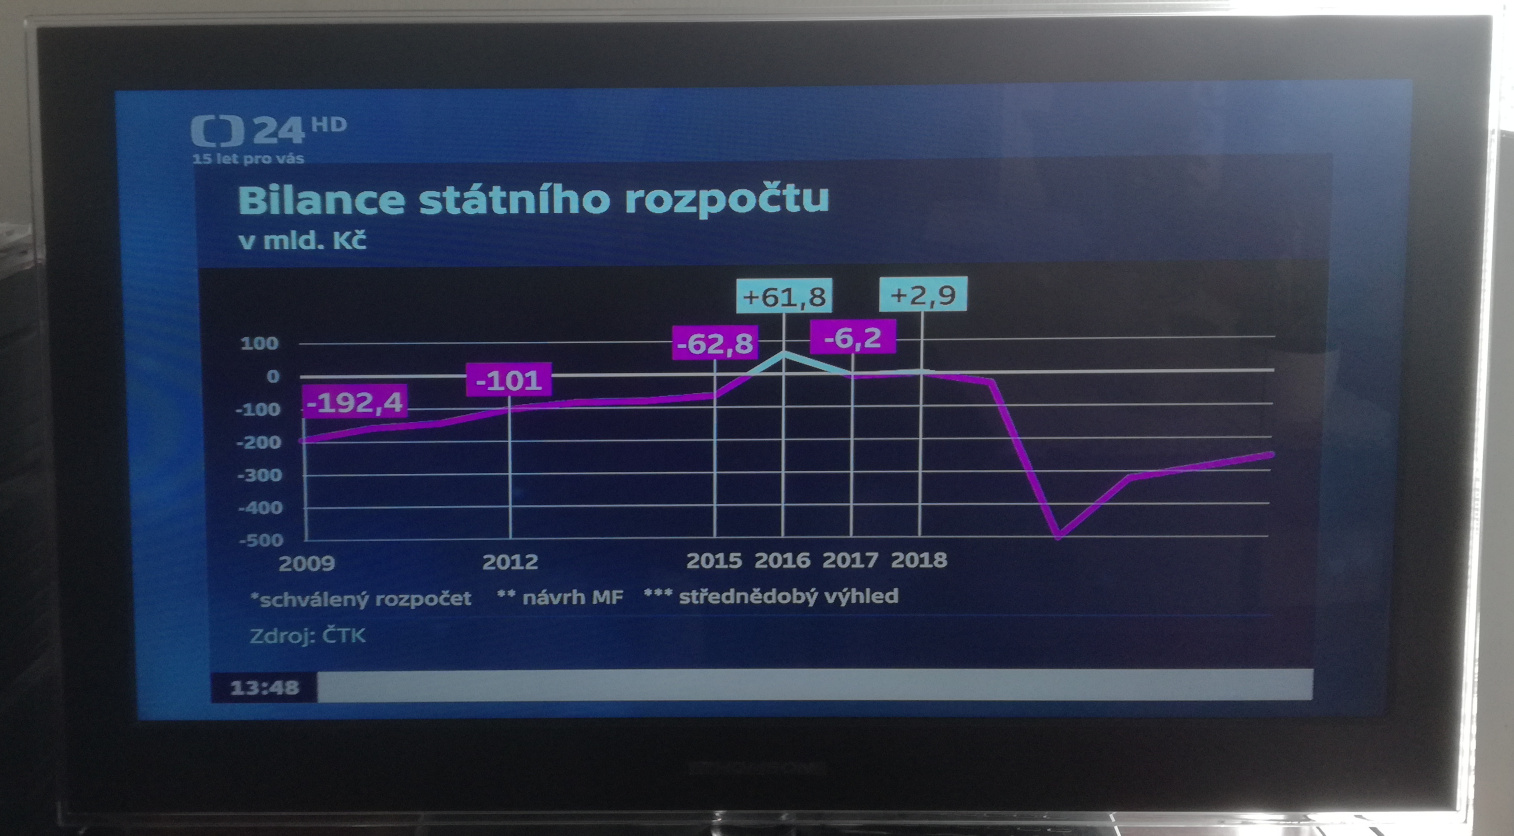 24 HD
15 let pro vás
Bilance státního rozpočtu
v mld. Kč
+61,8 +2,9
-62,8 -6,2
-192,4 -101
100
0
-100
-200
-300
-400
-500
2009 2012 2015 2016 2017 2018
*schválený rozpočet ** návrh MF *** střednědobý výhled
Zdroj: ČTK
13:48